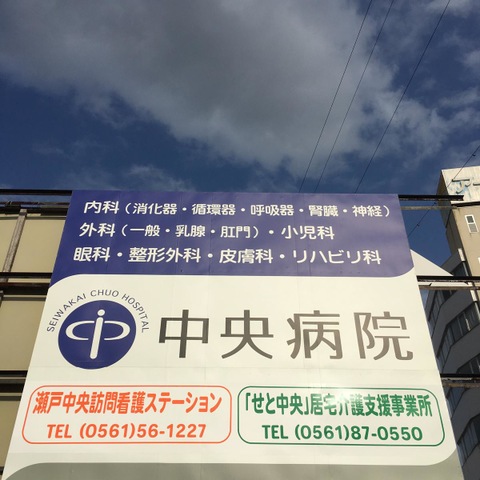 内科（消化器・循環器・呼吸器・腎臓・神経）
外科（一般・乳腺・肛門）・小児科
眼科・整形外科・皮膚科・リハビリ科
SEIWAKAI CHUO HOSPITAL
中央病院
瀬戸中央訪問看護ステーション
TEL (0561)56-1227
「せと中央」居宅介護支援事業所
TEL (0561)87-0550